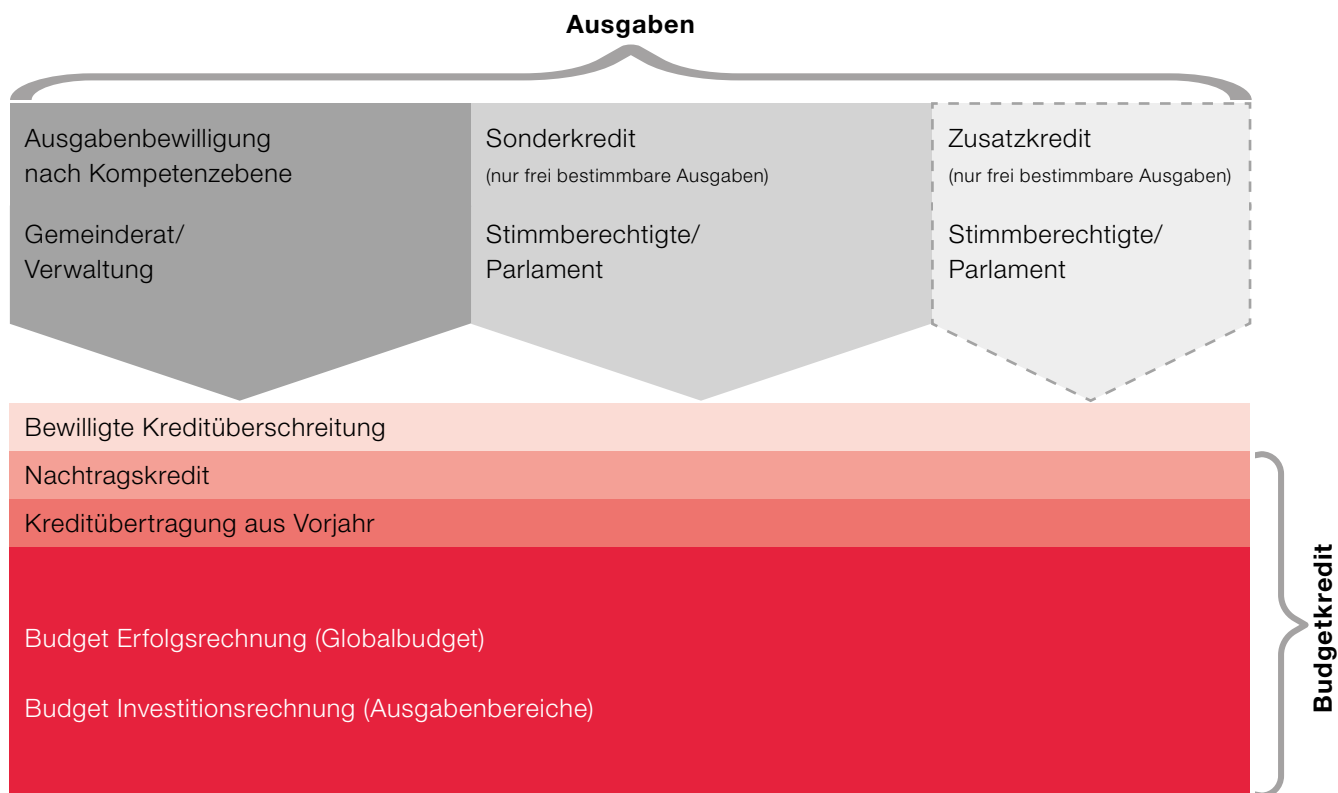 Ausgaben
Ausgabenbewilligung
nach Kompetenzebene
Gemeinderat/
Verwaltung
Sonderkredit
(nur frei bestimmbare Ausgaben)
Stimmberechtigte/
Parlament
Zusatzkredit
(nur frei bestimmbare Ausgaben)
Stimmberechtigte/
Parlament
Bewilligte Kreditüberschreitung
Nachtragskredit
Kreditübertragung aus Vorjahr
Budget Erfolgsrechnung (Globalbudget)
Budget Investitionsrechnung (Ausgabenbereiche)
Budgetkredit